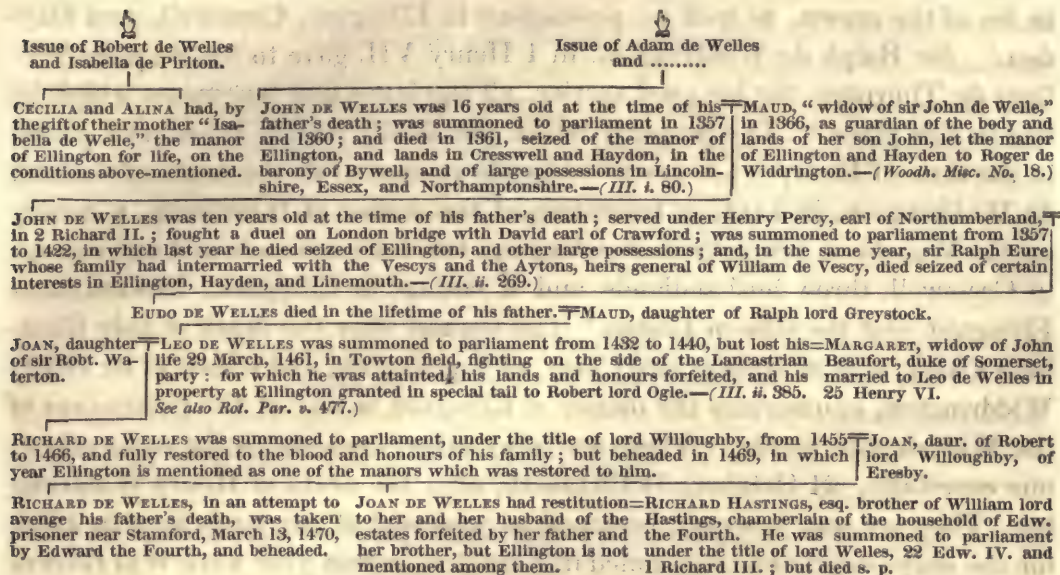 Issue of Robert de Welles
and Isabella de Piriton.
Issue of Adam de Welles
and .........
CECILIA and ALINA had, by
the gift of their mother "Isa-
bella de Welle," the manor
of Ellington for life, on the
conditions above-mentioned.
JOHN DE WELLES was 16 years old at the time of his
father's death; was summoned to parliament in 1357
and 1360; and died in 1361, seized of the manor of
Ellington, and lands in Cresswell and Haydon, in the
barony of Bywell, and of large possessions in Lincoln-
shire, Essex, and Northamptonshire.—(III. i. 80.)
MAUD, "widow of sir John de Welle,"
in 1366, as guardian of the body and
lands of her son John, let the manor
of Ellington and Hayden to Roger de
Widdrington.—(Woodh. Misc. No. 18.)
JOHN DE WELLES was ten years old at the time of his father's death; served under Henry Percy, earl of Northumberland,
in 2 Richard II.; fought a duel on London bridge with David earl of Crawford; was summoned to parliament from 1357
to 1422, in which last year he died seized of Ellington, and other large possessions; and, in the same year, sir Ralph Eure
whose family had intermarried with the Vescys and the Aytons, heirs general of William de Vescy, died seized of certain
interests in Ellington, Hayden, and Linemouth.—(III. ii. 269.)
EUDO DE WELLES died in the lifetime of his father.
MAUD, daughter of Ralph lord Greystock.
JOAN, daughter
of sir Robt. Wa-
terton.
LEO DE WELLES was summoned to parliament from 1432 to 1440, but lost his
life 29 March, 1461, in Towton field, fighting on the side of the Lancastrian
party: for which he was attainted, his lands and honours forfeited, and his
property at Ellington granted in special tail to Robert lord Ogle.—(III. ii. 385.
See also Rot. Par. v. 477.)
=MARGARET, widow of John
Beaufort, duke of Somerset,
married to Leo de Welles in
25 Henry VI.
RICHARD DE WELLES was summoned to parliament, under the title of lord Willoughby, from 1455
to 1466, and fully restored to the blood and honours of his family; but beheaded in 1469, in which
year Ellington is mentioned as one of the manors which was restored to him.
JOAN, daur. of Robert
lord Willoughby, of
Eresby.
RICHARD DE WELLES, in an attempt to
avenge his father's death, was taken
prisoner near Stamford, March 13, 1470,
by Edward the Fourth, and beheaded.
JOAN DE WELLES had restitution
to her and her husband of the
estates forfeited by her father and
her brother, but Ellington is not
mentioned among them.
=RICHARD HASTINGS, esq. brother of William lord
Hastings, chamberlain of the household of Edw.
the Fourth. He was summoned to parliament
under the title of lord Welles, 22 Edw. IV. and
1 Richard III.; but died s. p.